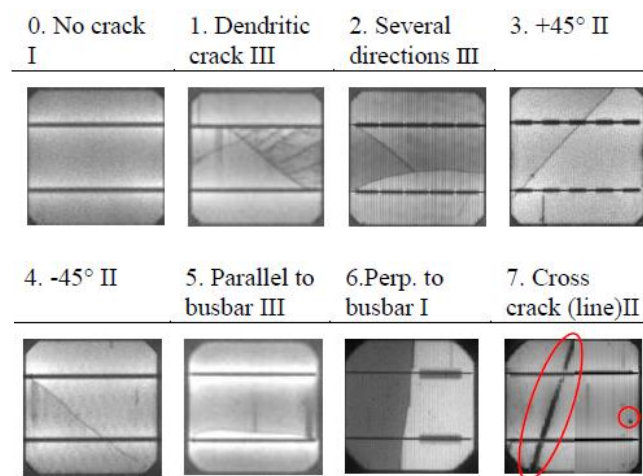 0. No crack
I
1. Dendritic
crack III
2. Several
directions III
3. +45° II
4. -45° II
5. Parallel to
busbar III
6.Perp. to
busbar I
7. Cross
crack (line)II